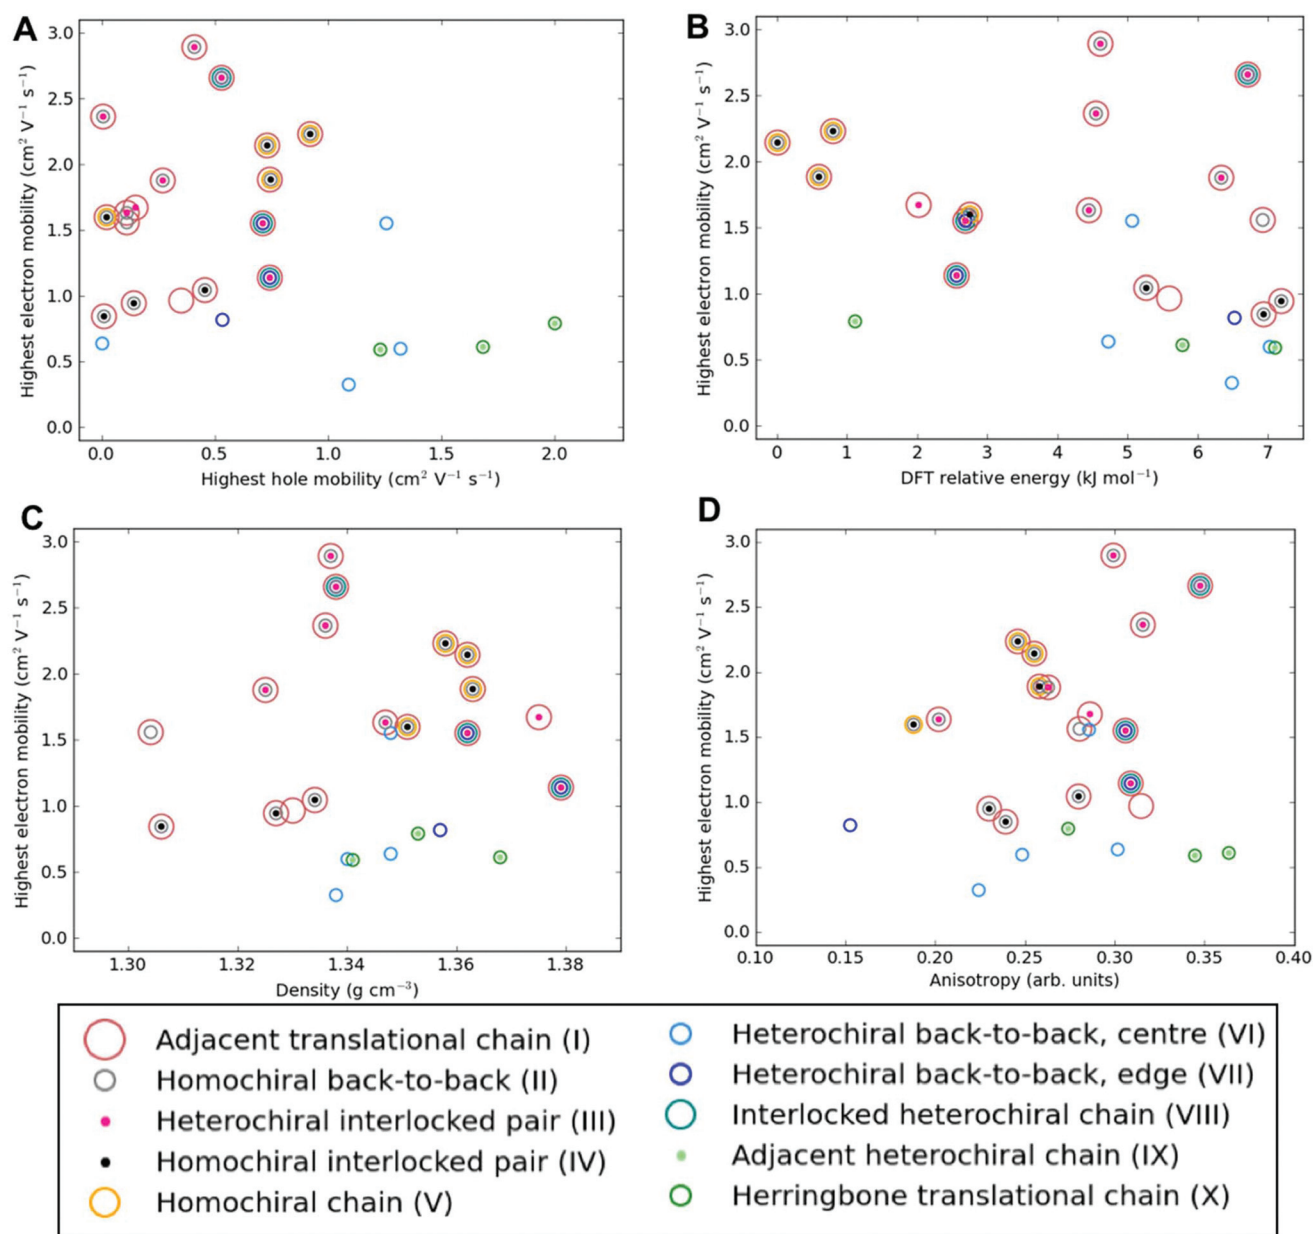 A
B
Highest electron mobility (cm² V⁻¹ s⁻¹)
3.0
2.5
2.0
1.5
1.0
0.5
0.0
0.0 0.5 1.0 1.5 2.0
Highest hole mobility (cm² V⁻¹ s⁻¹)
Highest electron mobility (cm² V⁻¹ s⁻¹)
3.0
2.5
2.0
1.5
1.0
0.5
0.0
0 1 2 3 4 5 6 7
DFT relative energy (kJ mol⁻¹)
C
D
Highest electron mobility (cm² V⁻¹ s⁻¹)
3.0
2.5
2.0
1.5
1.0
0.5
0.0
1.30 1.32 1.34 1.36 1.38
Density (g cm⁻³)
Highest electron mobility (cm² V⁻¹ s⁻¹)
3.0
2.5
2.0
1.5
1.0
0.5
0.0
0.10 0.15 0.20 0.25 0.30 0.35 0.40
Anisotropy (arb. units)
Adjacent translational chain (I)
Homochiral back-to-back (II)
Heterochiral interlocked pair (III)
Homochiral interlocked pair (IV)
Homochiral chain (V)
Heterochiral back-to-back, centre (VI)
Heterochiral back-to-back, edge (VII)
Interlocked heterochiral chain (VIII)
Adjacent heterochiral chain (IX)
Herringbone translational chain (X)